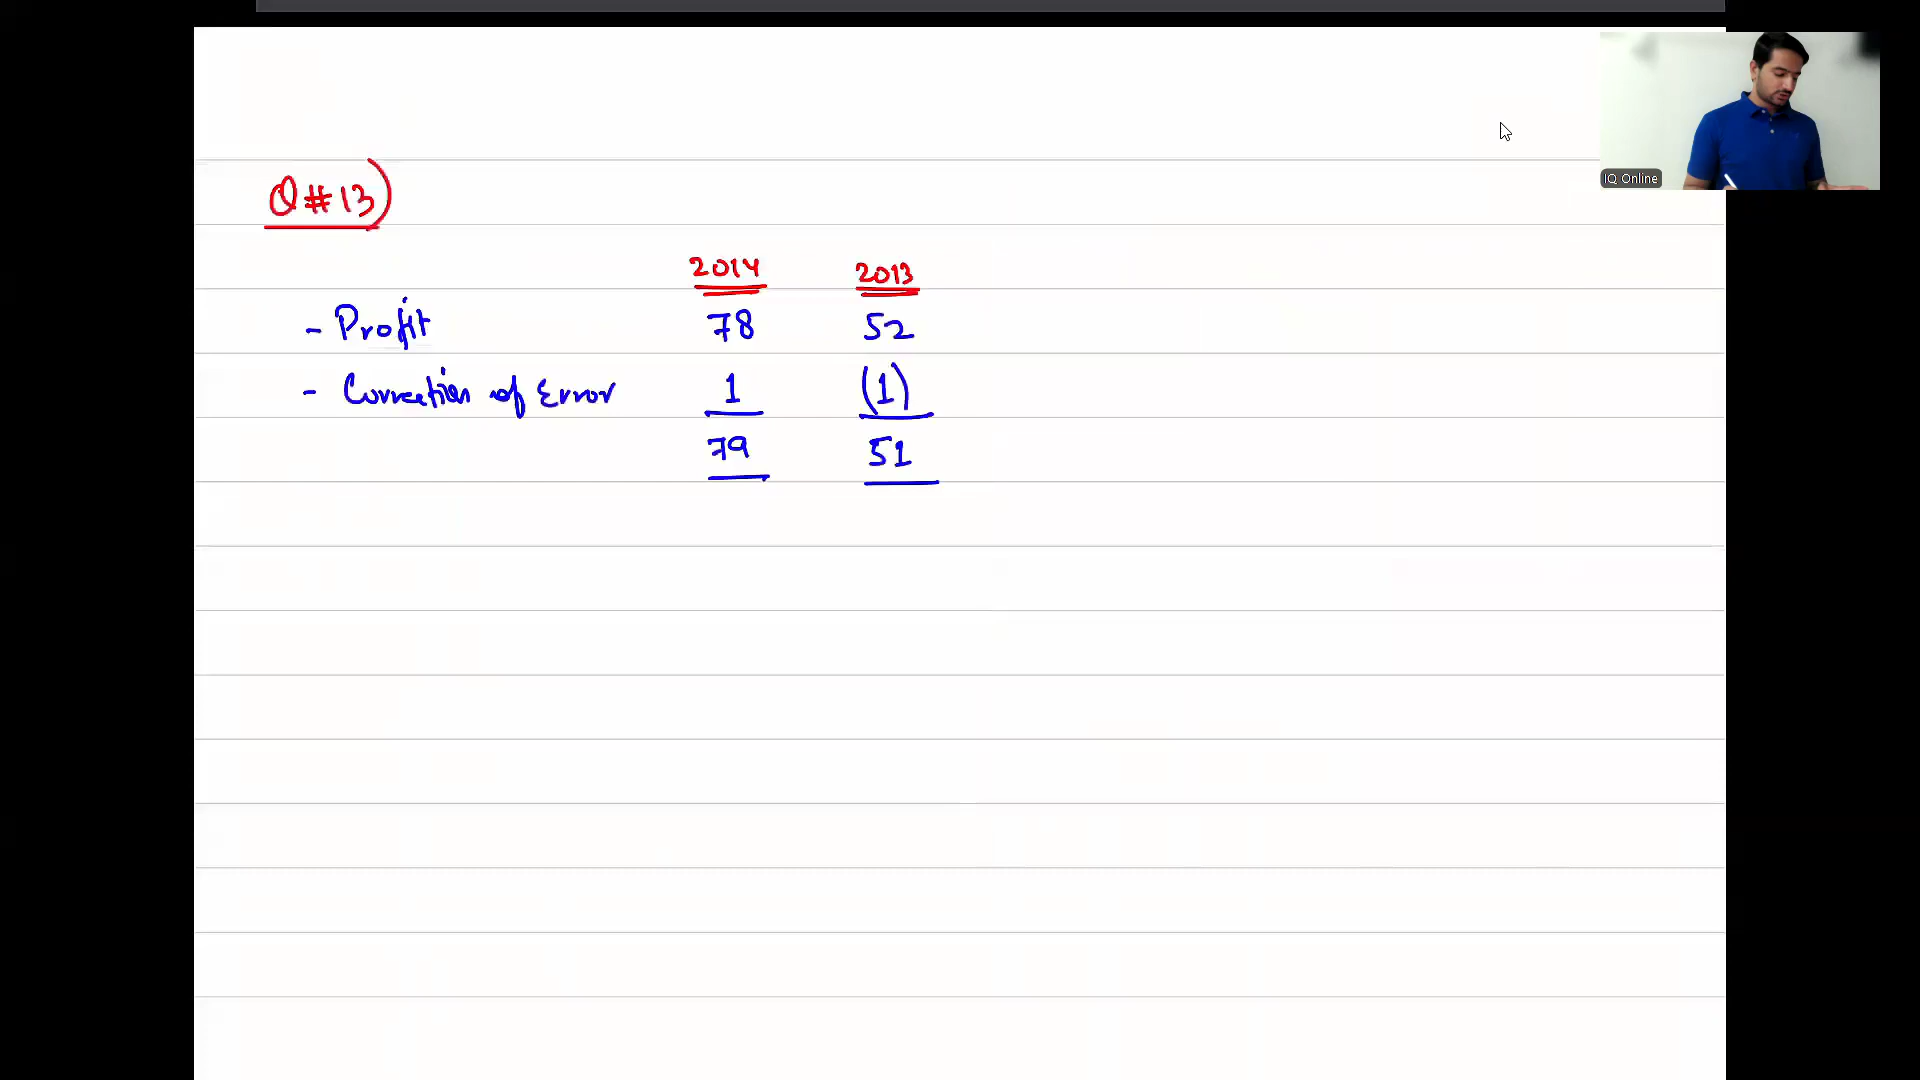 IQ Online
Q#13)
2014 2013
- Profit 78 52
- Correction of Error 1 (1)
79 51